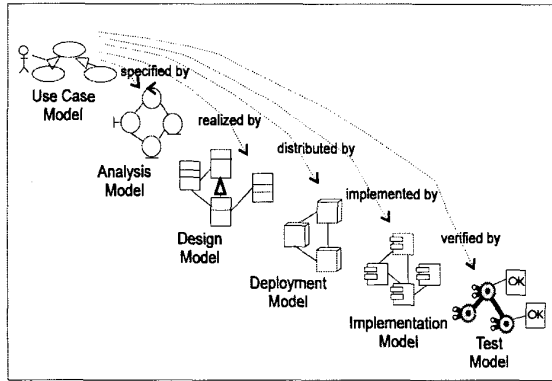 specified by
Use Case
Model
realized by
Analysis
Model
distributed by
Design
Model
implemented by
Deployment
Model
verified by
Implementation
Model
OK
OK
Test
Model